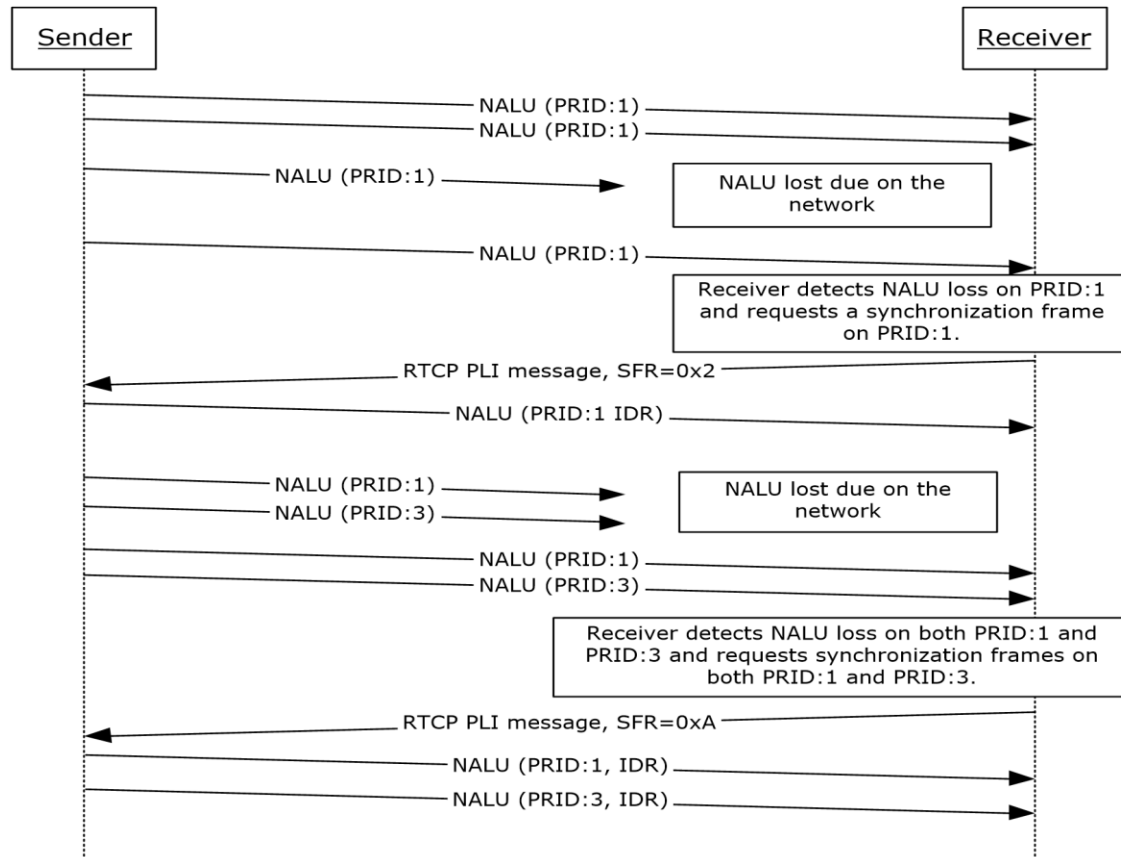 Sender
Receiver
NALU (PRID:1)
NALU (PRID:1)
NALU (PRID:1)
NALU lost due on the
network
NALU (PRID:1)
Receiver detects NALU loss on PRID:1
and requests a synchronization frame
on PRID:1.
RTCP PLI message, SFR=0x2
NALU (PRID:1 IDR)
NALU (PRID:1)
NALU lost due on the
network
NALU (PRID:3)
NALU (PRID:1)
NALU (PRID:3)
Receiver detects NALU loss on both PRID:1 and
PRID:3 and requests synchronization frames on
both PRID:1 and PRID:3.
RTCP PLI message, SFR=0xA
NALU (PRID:1, IDR)
NALU (PRID:3, IDR)